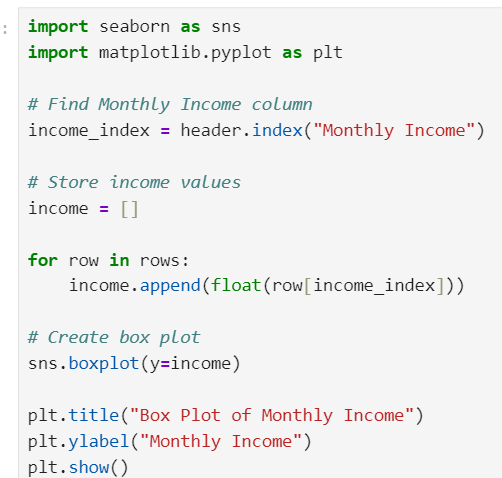 :
import seaborn as sns
import matplotlib.pyplot as plt
# Find Monthly Income column
income_index = header.index("Monthly Income")
# Store income values
income = []
for row in rows:
    income.append(float(row[income_index]))
# Create box plot
sns.boxplot(y=income)
plt.title("Box Plot of Monthly Income")
plt.ylabel("Monthly Income")
plt.show()